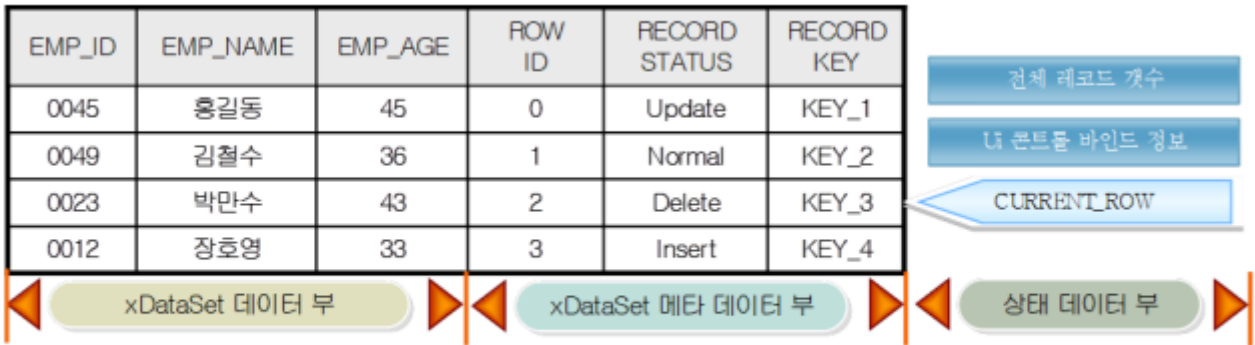 EMP_ID EMP_NAME EMP_AGE ROW ID RECORD STATUS RECORD KEY
0045 홍길동 45 0 Update KEY_1
0049 김철수 36 1 Normal KEY_2
0023 박만수 43 2 Delete KEY_3
0012 장호영 33 3 Insert KEY_4
전체 레코드 갯수
Ui 콘트롤 바인드 정보
CURRENT_ROW
xDataSet 데이터 부
xDataSet 메타 데이터 부
상태 데이터 부